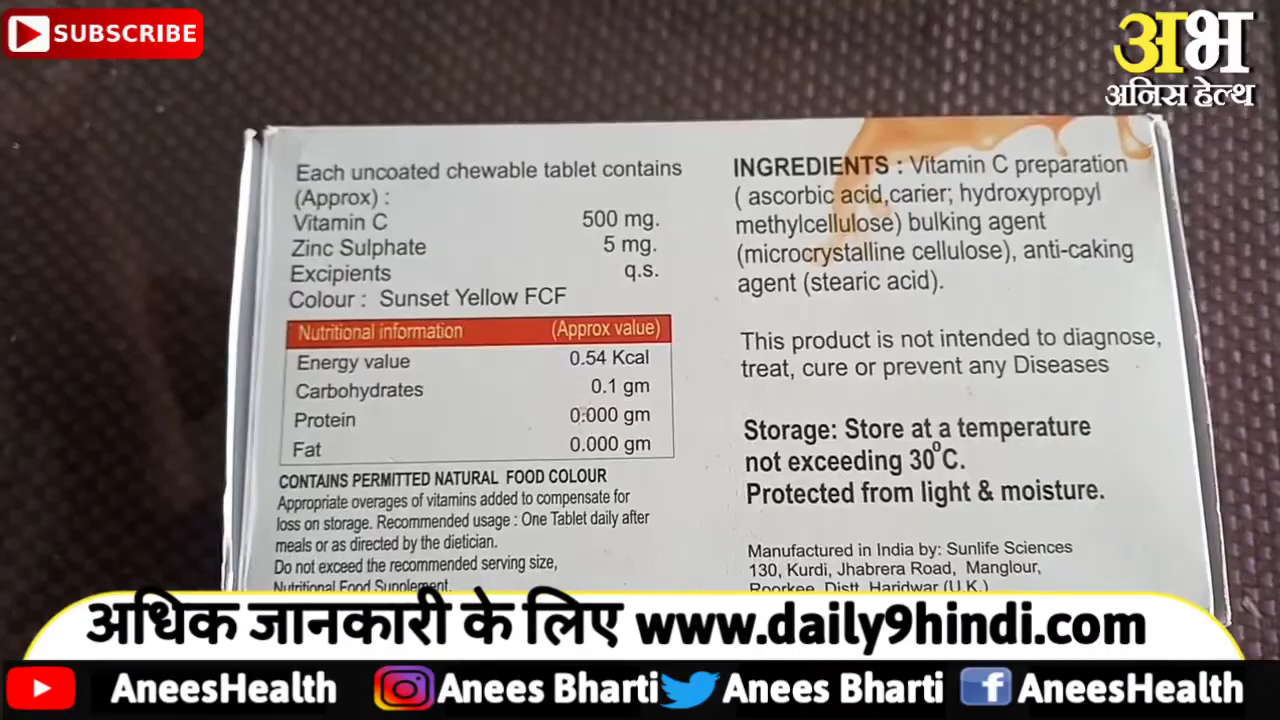 SUBSCRIBE
अभ
अनिस हेल्थ
Each uncoated chewable tablet contains
(Approx) :
Vitamin C 500 mg.
Zinc Sulphate 5 mg.
Excipients q.s.
Colour : Sunset Yellow FCF
Nutritional information (Approx value)
Energy value 0.54 Kcal
Carbohydrates 0.1 gm
Protein 0.000 gm
Fat 0.000 gm
CONTAINS PERMITTED NATURAL FOOD COLOUR
Appropriate overages of vitamins added to compensate for
loss on storage. Recommended usage : One Tablet daily after
meals or as directed by the dietician.
Do not exceed the recommended serving size,
Nutritional Food Supplement.
INGREDIENTS : Vitamin C preparation
( ascorbic acid,carier; hydroxypropyl
methylcellulose) bulking agent
(microcrystalline cellulose), anti-caking
agent (stearic acid).
This product is not intended to diagnose,
treat, cure or prevent any Diseases
Storage: Store at a temperature
not exceeding 30°C.
Protected from light & moisture.
Manufactured in India by: Sunlife Sciences
130, Kurdi, Jhabrera Road, Manglour,
Roorkee, Distt. Haridwar (U.K.)
अधिक जानकारी के लिए www.daily9hindi.com
AneesHealth Anees Bharti Anees Bharti AneesHealth